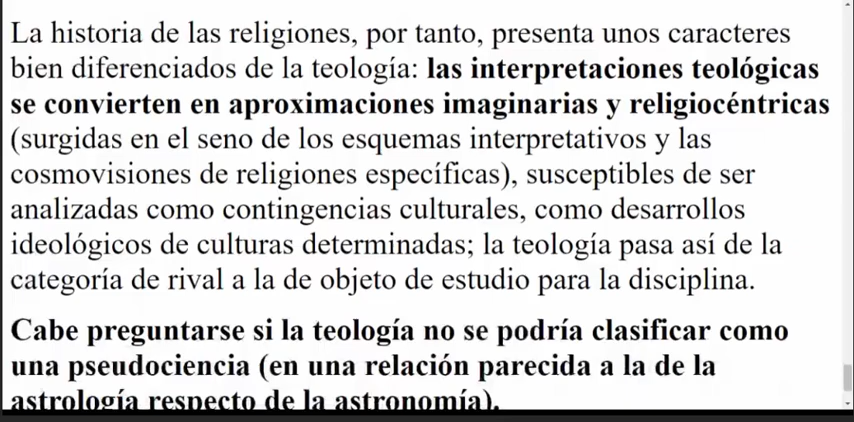 La historia de las religiones, por tanto, presenta unos caracteres
bien diferenciados de la teología: las interpretaciones teológicas
se convierten en aproximaciones imaginarias y religiocéntricas
(surgidas en el seno de los esquemas interpretativos y las
cosmovisiones de religiones específicas), susceptibles de ser
analizadas como contingencias culturales, como desarrollos
ideológicos de culturas determinadas; la teología pasa así de la
categoría de rival a la de objeto de estudio para la disciplina.
Cabe preguntarse si la teología no se podría clasificar como
una pseudociencia (en una relación parecida a la de la
astrología respecto de la astronomía).